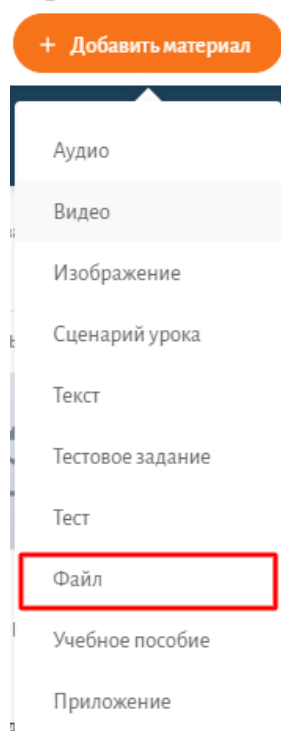 + Добавить материал
Аудио
Видео
Изображение
Сценарий урока
Текст
Тестовое задание
Тест
Файл
Учебное пособие
Приложение